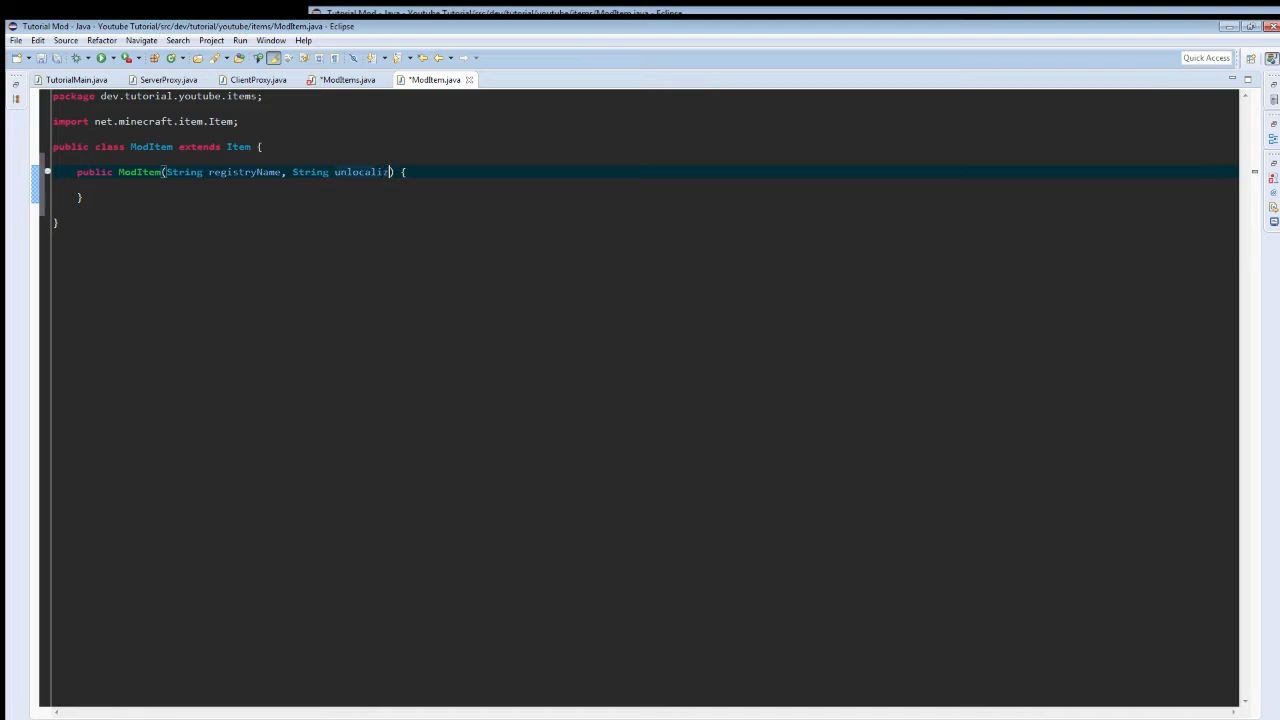 Tutorial Mod - Java - Youtube Tutorial/src/dev/tutorial/youtube/items/ModItem.java - Eclipse
File Edit Source Refactor Navigate Search Project Run Window Help
Quick Access
TutorialMain.java ServerProxy.java ClientProxy.java *ModItems.java *ModItem.java
package dev.tutorial.youtube.items;
import net.minecraft.item.Item;
public class ModItem extends Item {
public ModItem(String registryName, String unlocaliz) {
}
}